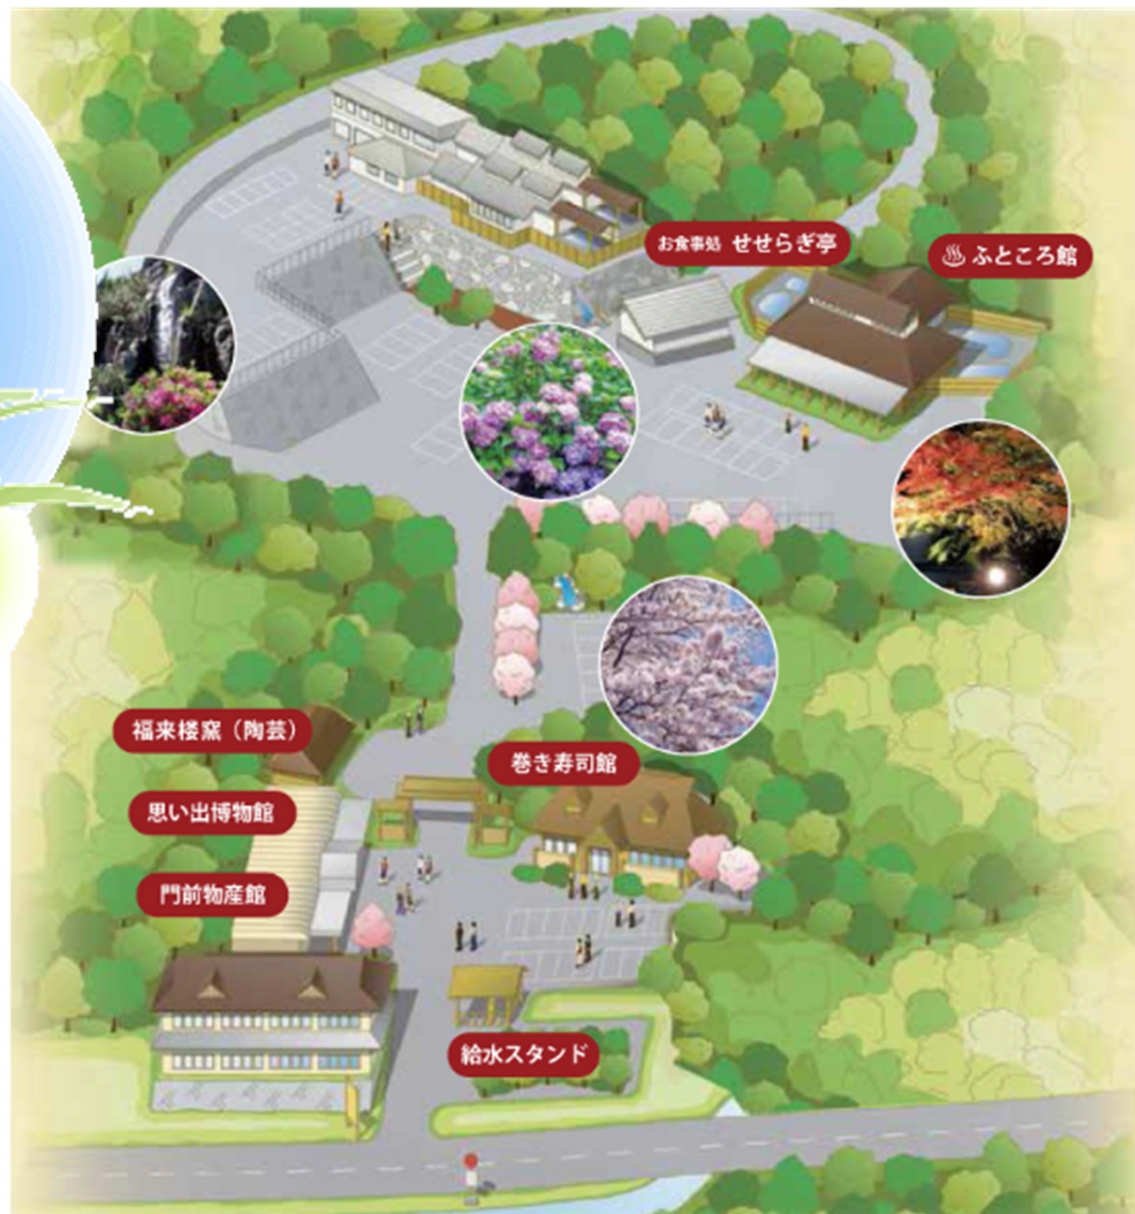 お食事処 せせらぎ亭
ふところ館
福来楼窯（陶芸）
巻き寿司館
思い出博物館
門前物産館
給水スタンド